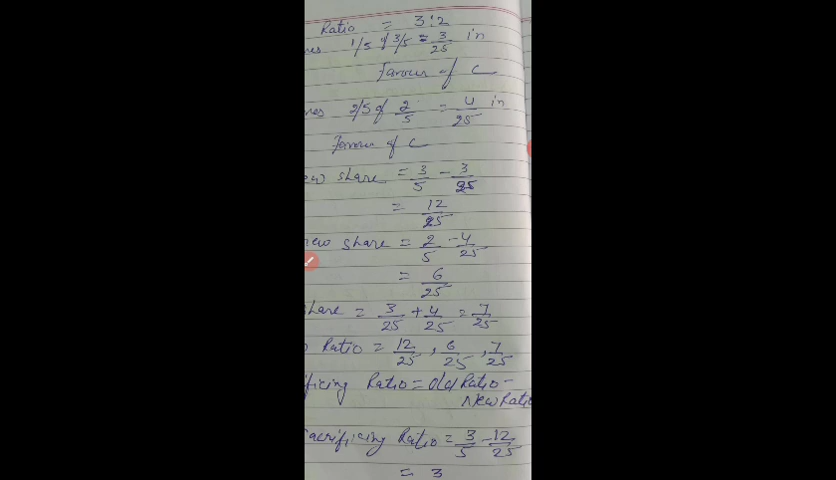 Ratio = 3:2
1/5 of 3/5 = 3/25 in
Favour of C
2/5 of 2/5 = 4/25 in
Favour of C
share = 3/5 - 3/25
= 12/25
new share = 2/5 - 4/25
= 6/25
share = 3/25 + 4/25 = 7/25
Ratio = 12/25, 6/25, 7/25
ficing Ratio = old Ratio -
New Ratio
Sacrificing Ratio = 3/5 - 12/25
= 3